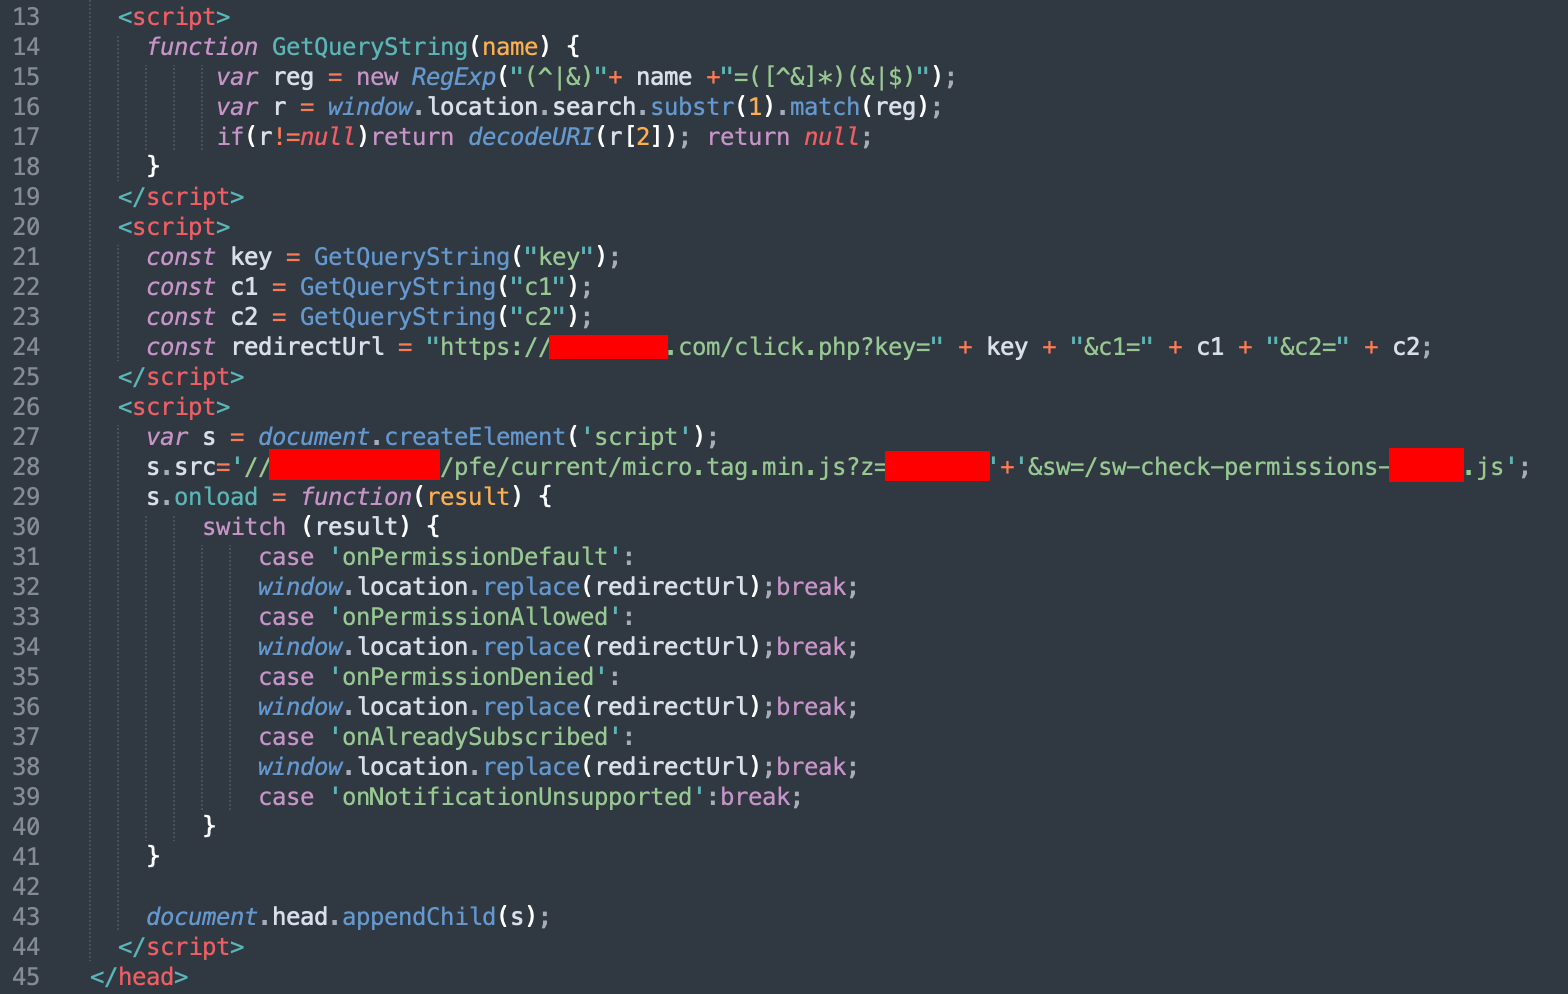 13 <script>
14 function GetQueryString(name) {
15 var reg = new RegExp("(^|&)"+ name +"=([^&]*)(&|$)");
16 var r = window.location.search.substr(1).match(reg);
17 if(r!=null)return decodeURI(r[2]); return null;
18 }
19 </script>
20 <script>
21 const key = GetQueryString("key");
22 const c1 = GetQueryString("c1");
23 const c2 = GetQueryString("c2");
24 const redirectUrl = "https://.com/click.php?key=" + key + "&c1=" + c1 + "&c2=" + c2;
25 </script>
26 <script>
27 var s = document.createElement('script');
28 s.src='///pfe/current/micro.tag.min.js?z='+'&sw=/sw-check-permissions-.js';
29 s.onload = function(result) {
30 switch (result) {
31 case 'onPermissionDefault':
32 window.location.replace(redirectUrl);break;
33 case 'onPermissionAllowed':
34 window.location.replace(redirectUrl);break;
35 case 'onPermissionDenied':
36 window.location.replace(redirectUrl);break;
37 case 'onAlreadySubscribed':
38 window.location.replace(redirectUrl);break;
39 case 'onNotificationUnsupported':break;
40 }
41 }
42
43 document.head.appendChild(s);
44 </script>
45 </head>